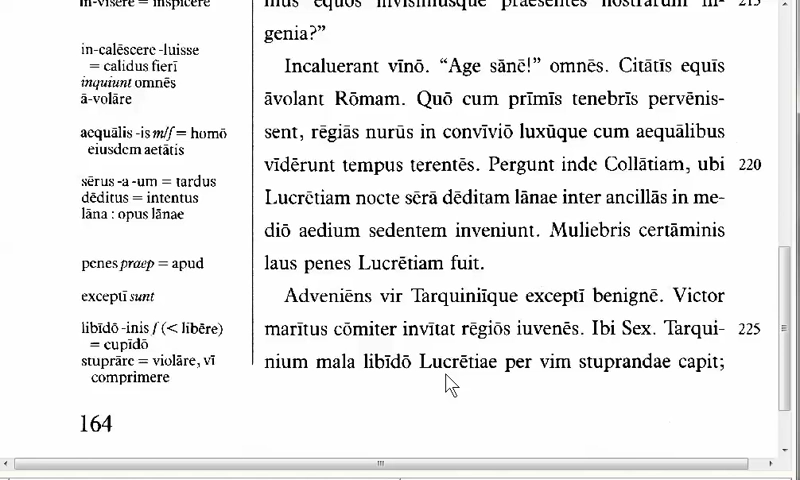 in-vīsere = īnspicere
in-calēscere -luisse
= calidus fierī
inquiunt omnēs
ā-volāre
aequālis -is m/f = homō
eiusdem aetātis
sērus -a -um = tardus
dēditus = intentus
lāna : opus lānae
penes praep = apud
exceptī sunt
libīdō -inis f (< libēre)
= cupīdō
stuprāre = violāre, vī
comprimere
164
mus equōs invīsimusque praesentēs nostrārum in-
genia?”
Incaluerant vīnō. “Age sānē!” omnēs. Citātīs equīs
āvolant Rōmam. Quō cum prīmīs tenebrīs pervēnis-
sent, rēgiās nurūs in convīviō luxūque cum aequālibus
vīdērunt tempus terentēs. Pergunt inde Collātiam, ubi
Lucrētiam nocte sērā dēditam lānae inter ancillās in me-
diō aedium sedentem inveniunt. Muliebris certāminis
laus penes Lucrētiam fuit.
Adveniēns vir Tarquiniīque exceptī benignē. Victor
marītus cōmiter invītat rēgiōs iuvenēs. Ibi Sex. Tarqui-
nium mala libīdō Lucrētiae per vim stuprandae capit;
215
220
225